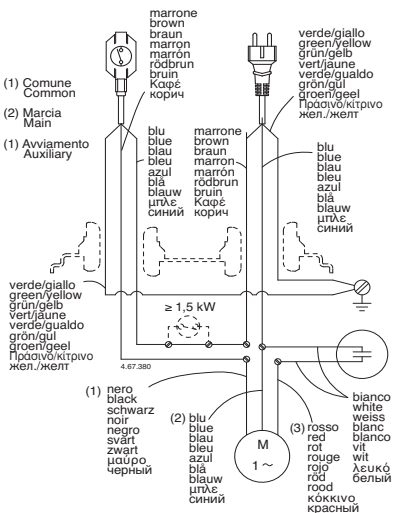 marrone
brown
braun
marron
marrón
rödbrun
bruin
Καφέ
корич
verde/giallo
green/yellow
grün/gelb
vert/jaune
verde/gualdo
grön/gul
groen/geel
Πράσινο/κίτρινο
жел./желт
(1) Comune
Common
(2) Marcia
Main
(1) Avviamento
Auxiliary
blu
blue
blau
bleu
azul
blå
blauw
μπλε
синий
marrone
brown
braun
marron
marrón
rödbrun
bruin
Καφέ
корич
blu
blue
blau
bleu
azul
blå
blauw
μπλε
синий
verde/giallo
green/yellow
grün/gelb
vert/jaune
verde/gualdo
grön/gul
groen/geel
Πράσινο/κίτρινο
жел./желт
≥ 1,5 kW
4.67.380
(1) nero
black
schwarz
noir
negro
svart
zwart
μαύρο
черный
(2) blu
blue
blau
bleu
azul
blå
blauw
μπλε
синий
M
1 ~
(3) rosso
red
rot
rouge
rojo
röd
rood
κόκκινο
красный
bianco
white
weiss
blanc
blanco
vit
wit
λευκό
белый